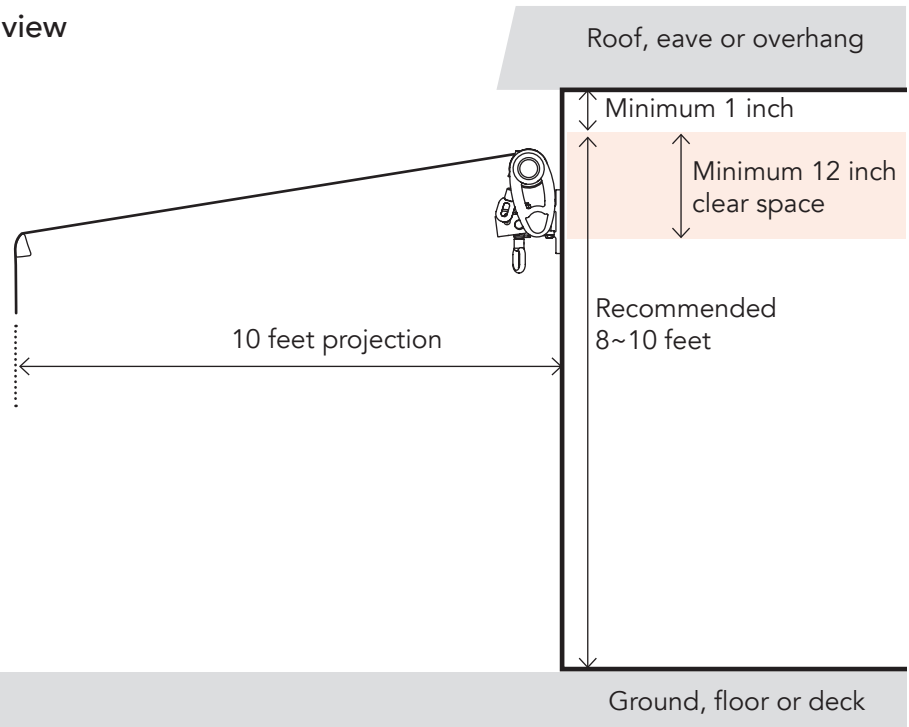 view
Roof, eave or overhang
Minimum 1 inch
Minimum 12 inch
clear space
Recommended
8~10 feet
10 feet projection
Ground, floor or deck